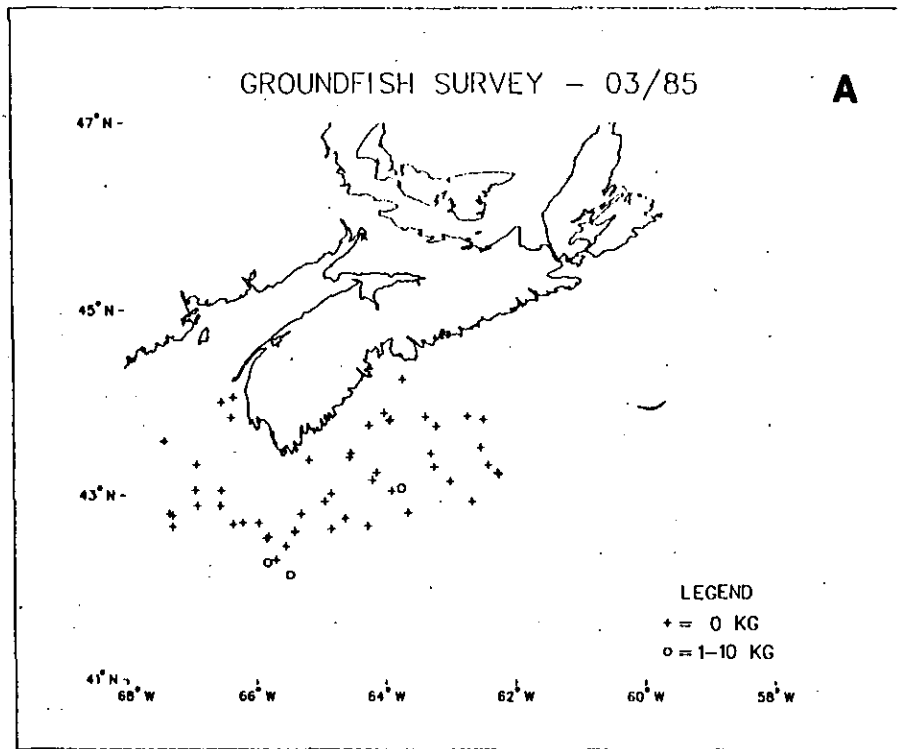 GROUNDFISH SURVEY - 03/85
A
47°N
45°N
43°N
41°N
68°W 66°W 64°W 62°W 60°W 58°W
LEGEND
+ = 0 KG
o = 1-10 KG